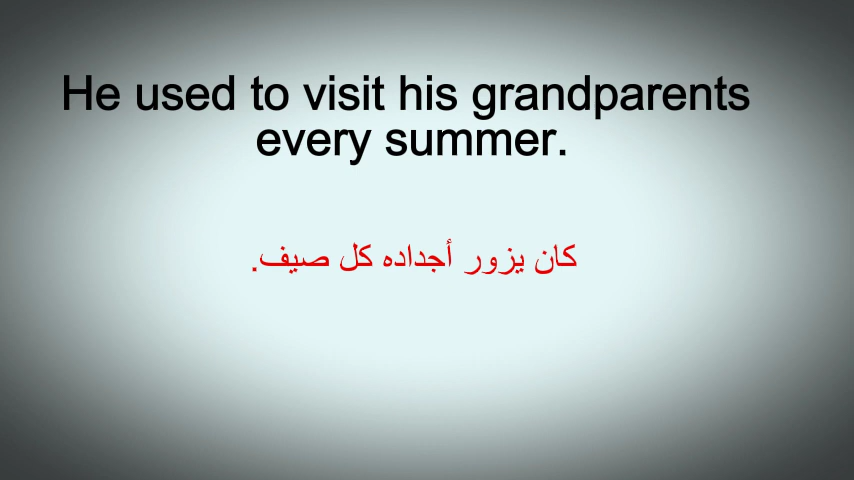 He used to visit his grandparents
every summer.
كان يزور أجداده كل صيف.